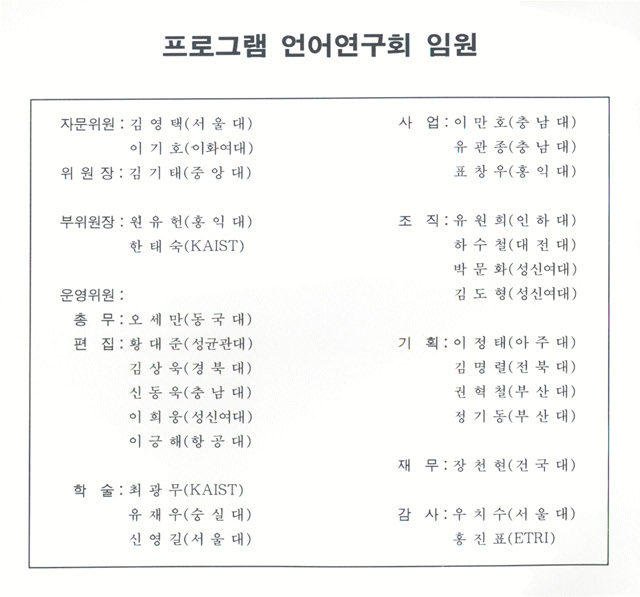 프로그램 언어연구회 임원
자문위원 : 김 영 택(서 울 대)
이 기 호(이화여대)
위 원 장 : 김 기 태(중 앙 대)
부위원장 : 원 유 헌(홍 익 대)
한 태 숙(KAIST)
운영위원 :
총 무 : 오 세 만(동 국 대)
편 집 : 황 대 준(성균관대)
김 상 욱(경 북 대)
신 동 욱(충 남 대)
이 희 웅(성신여대)
이 긍 해(항 공 대)
학 술 : 최 광 무(KAIST)
유 재 우(숭 실 대)
신 영 길(서 울 대)
사 업 : 이 만 호(충 남 대)
유 관 종(충 남 대)
표 창 우(홍 익 대)
조 직 : 유 원 희(인 하 대)
하 수 철(대 전 대)
박 문 화(성신여대)
김 도 형(성신여대)
기 획 : 이 정 태(아 주 대)
김 명 렬(전 북 대)
권 혁 철(부 산 대)
정 기 동(부 산 대)
재 무 : 장 천 현(건 국 대)
감 사 : 우 치 수(서 울 대)
홍 진 표(ETRI)